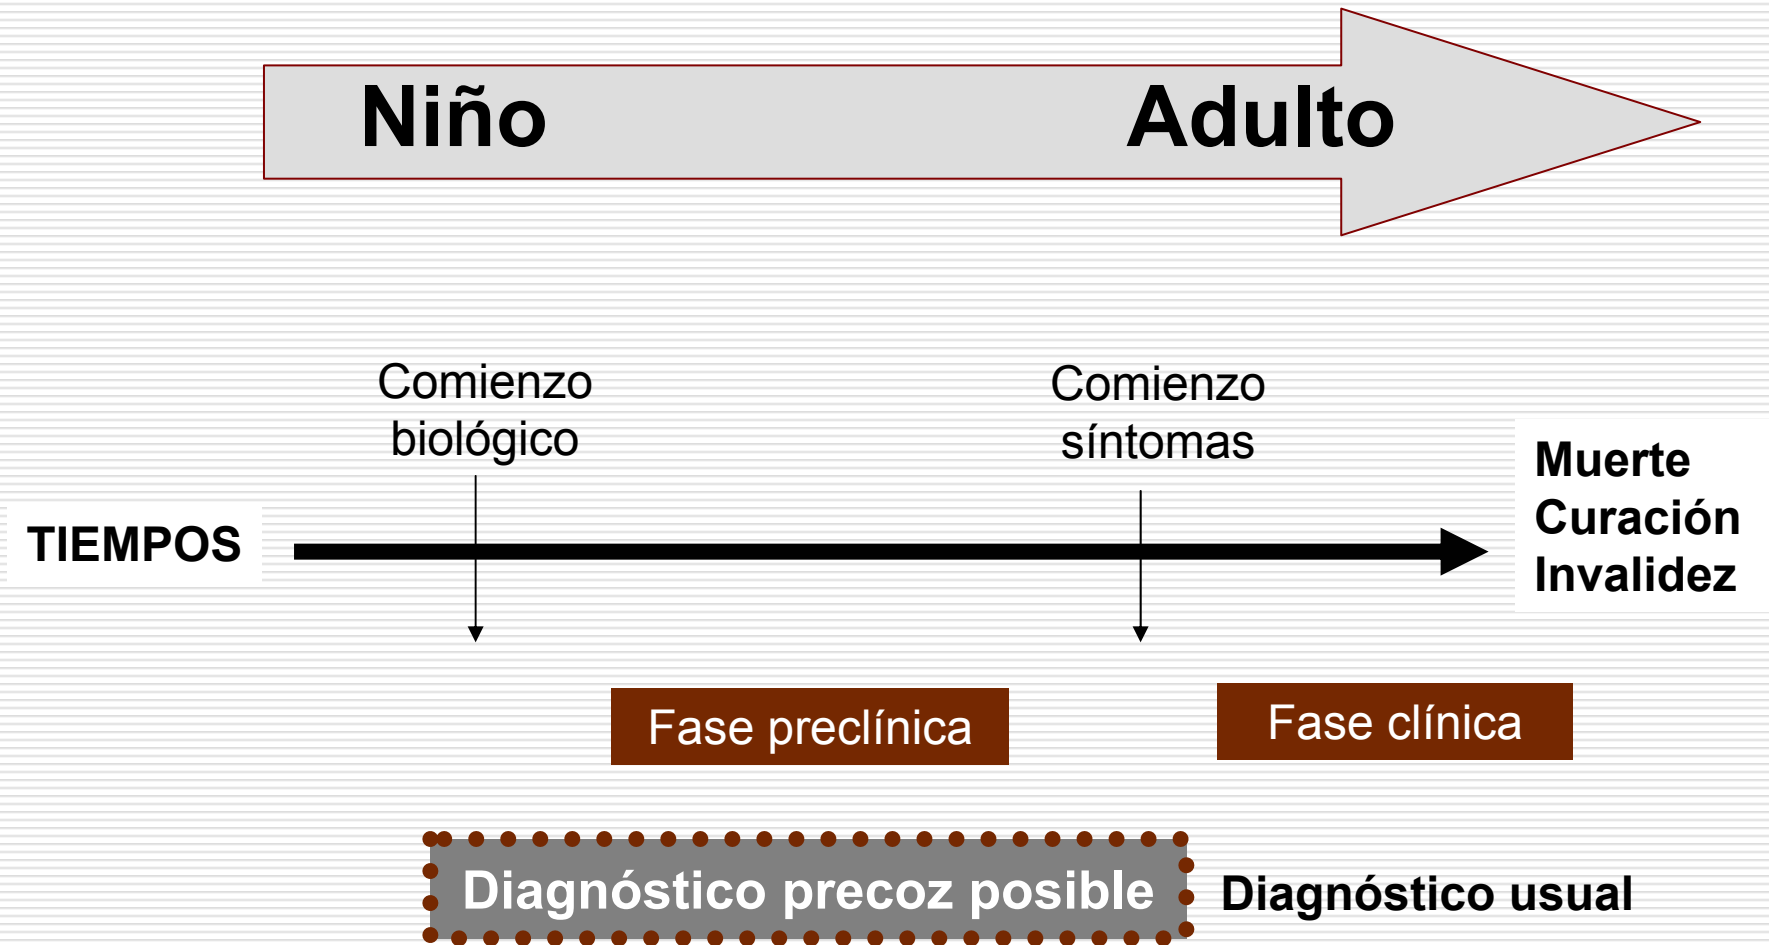 Niño
Adulto
Comienzo
biológico
Comienzo
síntomas
TIEMPOS
Muerte
Curación
Invalidez
Fase preclínica
Fase clínica
Diagnóstico precoz posible
Diagnóstico usual